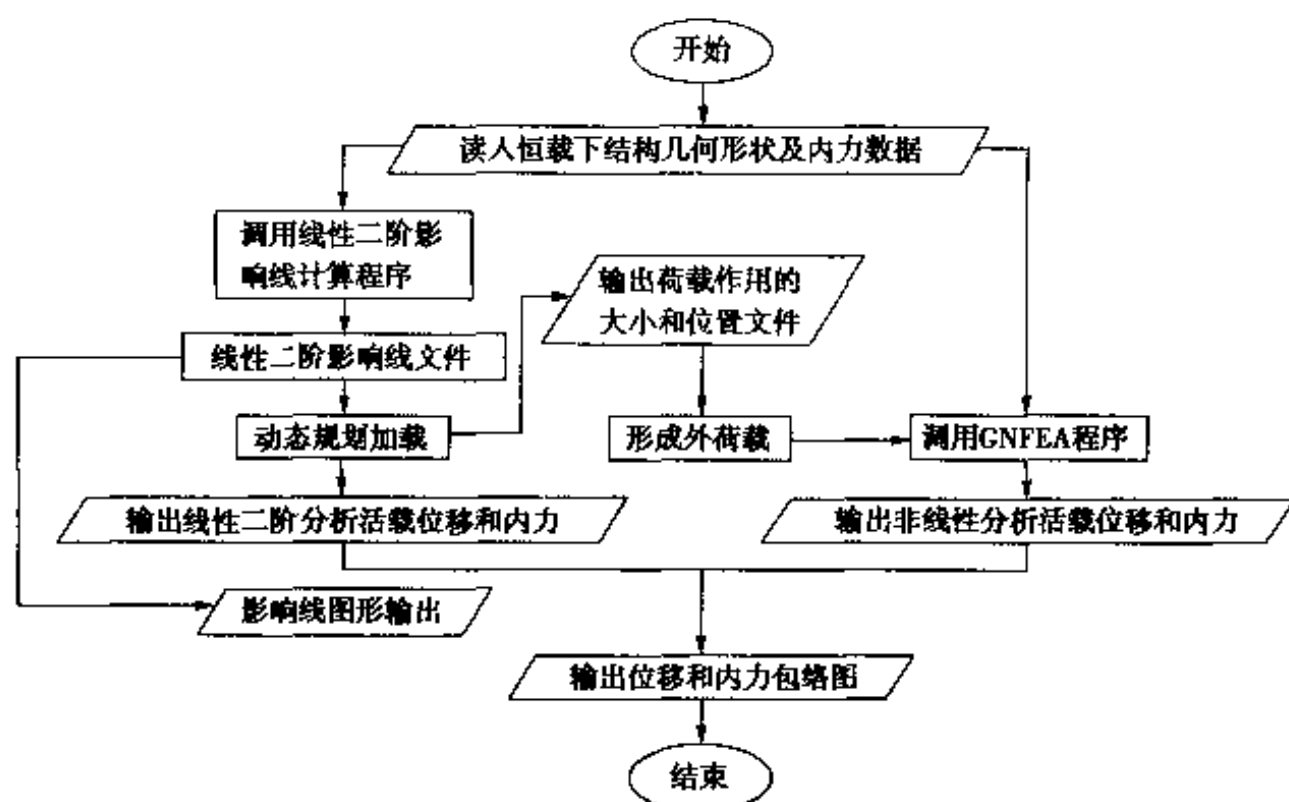 开始
读人恒载下结构几何形状及内力数据
调用线性二阶影
响线计算程序
输出荷载作用的
大小和位置文件
线性二阶影响线文件
动态规划加载
形成外荷载
调用GNFEA程序
输出线性二阶分析活载位移和内力
输出非线性分析活载位移和内力
影响线图形输出
输出位移和内力包络图
结束